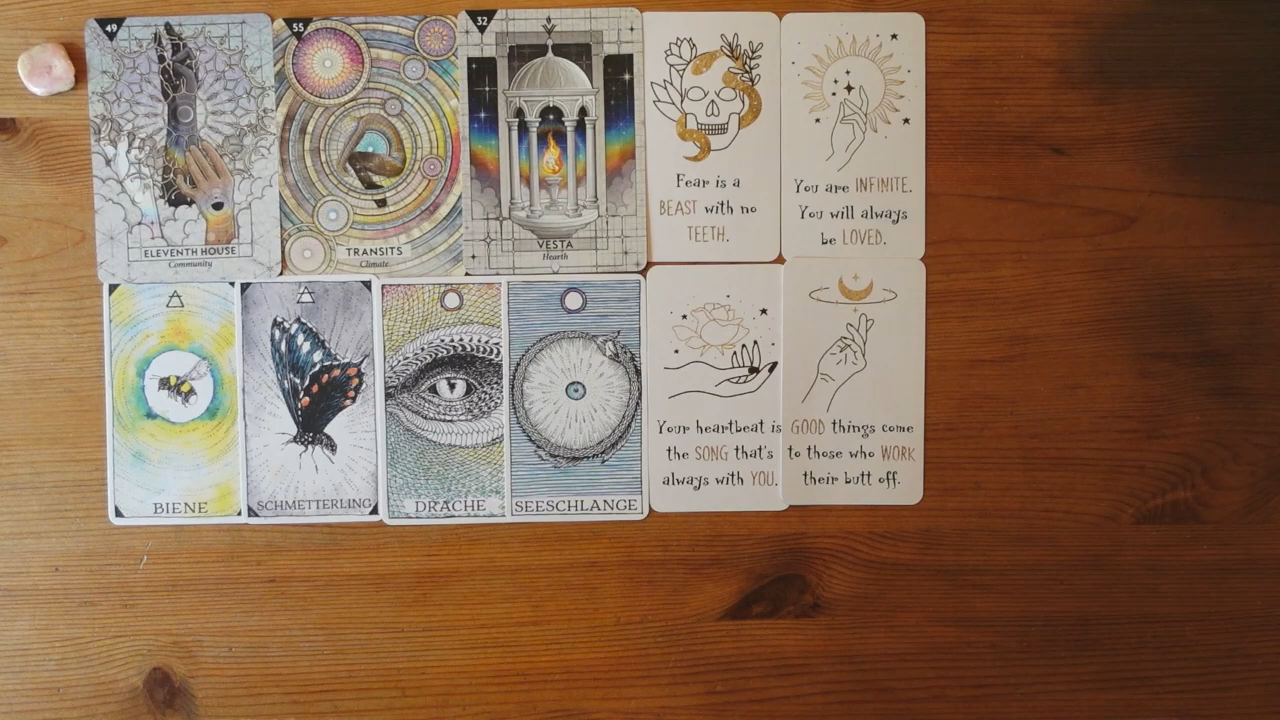 49
ELEVENTH HOUSE
Community
55
TRANSITS
Climate
32
VESTA
Hearth
Fear is a
BEAST with no
TEETH.
You are INFINITE.
You will always
be LOVED.
BIENE
SCHMETTERLING
DRACHE
SEESCHLANGE
Your heartbeat is
the SONG that's
always with YOU.
GOOD things come
to those who WORK
their butt off.